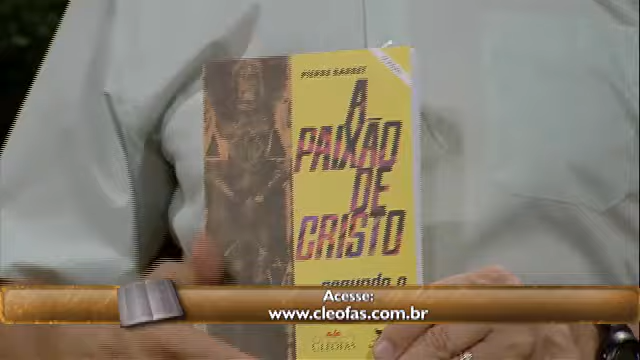 PIERRE BARBET
A
PAIXÃO
DE
CRISTO
segundo o
Acesse:
www.cleofas.com.br
CLEOFAS